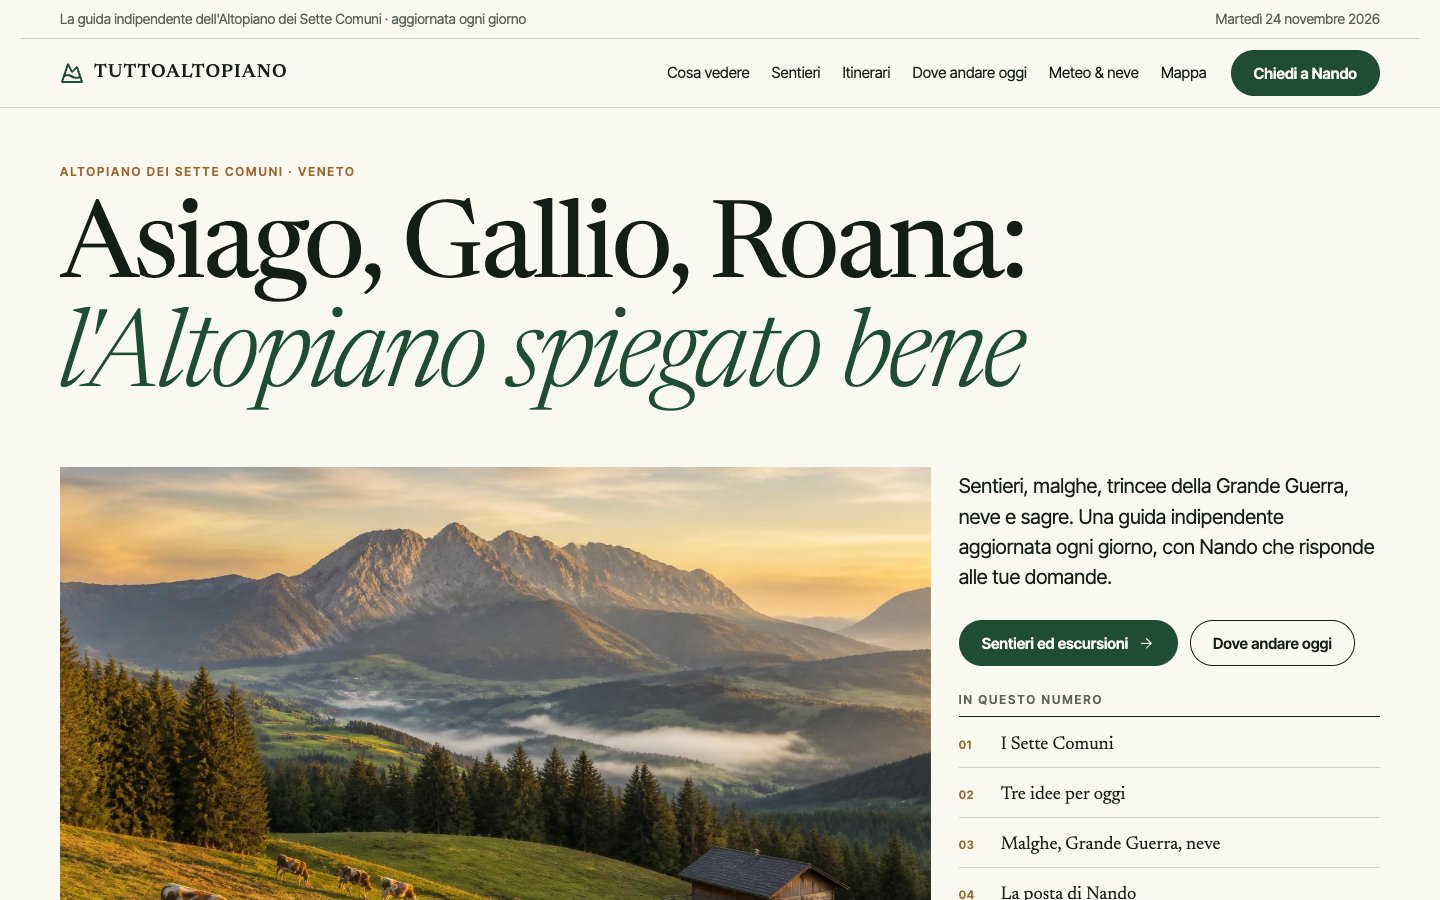 La guida indipendente dell'Altopiano dei Sette Comuni · aggiornata ogni giorno
Martedì 24 novembre 2026
TUTTOALTOPIANO
Cosa vedere
Sentieri
Itinerari
Dove andare oggi
Meteo & neve
Mappa
Chiedi a Nando
ALTOPIANO DEI SETTE COMUNI · VENETO
Asiago, Gallio, Roana:
l'Altopiano spiegato bene
Sentieri, malghe, trincee della Grande Guerra,
neve e sagre. Una guida indipendente
aggiornata ogni giorno, con Nando che risponde
alle tue domande.
Sentieri ed escursioni →
Dove andare oggi
IN QUESTO NUMERO
01 I Sette Comuni
02 Tre idee per oggi
03 Malghe, Grande Guerra, neve
04 La posta di Nando